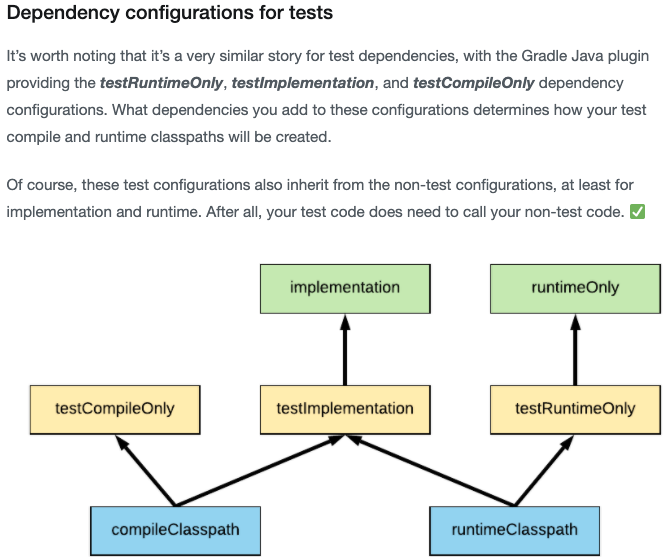 Dependency configurations for tests
It’s worth noting that it’s a very similar story for test dependencies, with the Gradle Java plugin
providing the testRuntimeOnly, testImplementation, and testCompileOnly dependency
configurations. What dependencies you add to these configurations determines how your test
compile and runtime classpaths will be created.
Of course, these test configurations also inherit from the non-test configurations, at least for
implementation and runtime. After all, your test code does need to call your non-test code. ✅
implementation
runtimeOnly
testCompileOnly
testImplementation
testRuntimeOnly
compileClasspath
runtimeClasspath